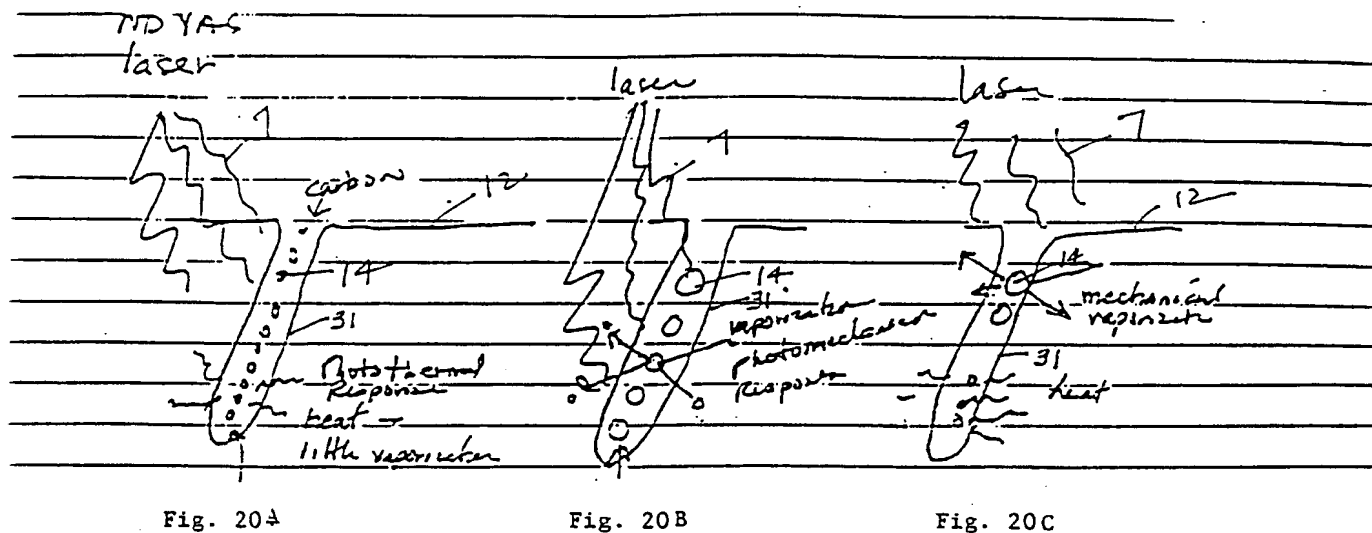 ND YAG
laser
7
carbon
12
14
31
Photothermal
Response
heat -
little vaporization
laser
7
14
31
vaporization
photomechanical
Response
laser
7
12
14
mechanical
vaporization
31
heat
Fig. 20A
Fig. 20B
Fig. 20C